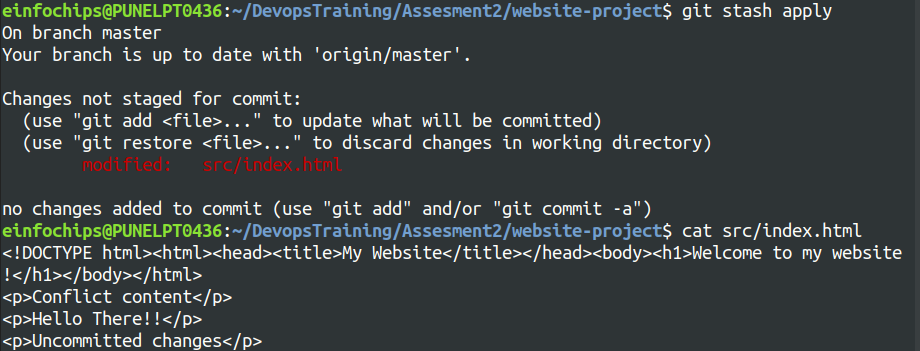 einfochips@PUNELPT0436:~/DevopsTraining/Assesment2/website-project$ git stash apply
On branch master
Your branch is up to date with 'origin/master'.
Changes not staged for commit:
  (use "git add <file>..." to update what will be committed)
  (use "git restore <file>..." to discard changes in working directory)
        modified:   src/index.html
no changes added to commit (use "git add" and/or "git commit -a")
einfochips@PUNELPT0436:~/DevopsTraining/Assesment2/website-project$ cat src/index.html
<!DOCTYPE html><html><head><title>My Website</title></head><body><h1>Welcome to my website
!</h1></body></html>
<p>Conflict content</p>
<p>Hello There!!</p>
<p>Uncommitted changes</p>